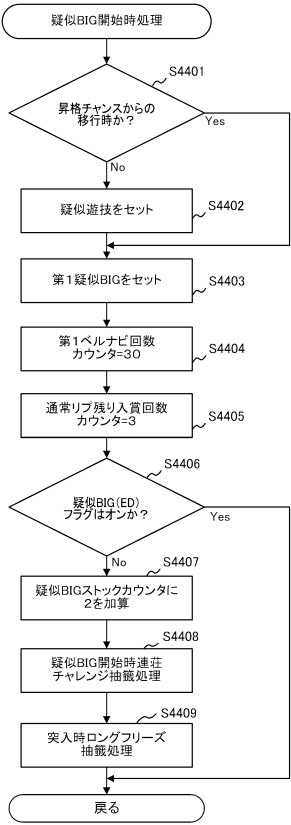 疑似BIG開始時処理
S4401
昇格チャンスからの
移行時か？
Yes
No
疑似遊技をセット
S4402
第１疑似BIGをセット
S4403
第１ベルナビ回数
カウンタ=30
S4404
通常リプ残り入賞回数
カウンタ=3
S4405
S4406
疑似BIG(ED)
フラグはオンか？
Yes
No
S4407
疑似BIGストックカウンタに
２を加算
S4408
疑似BIG開始時連荘
チャレンジ抽籤処理
S4409
突入時ロングフリーズ
抽籤処理
戻る